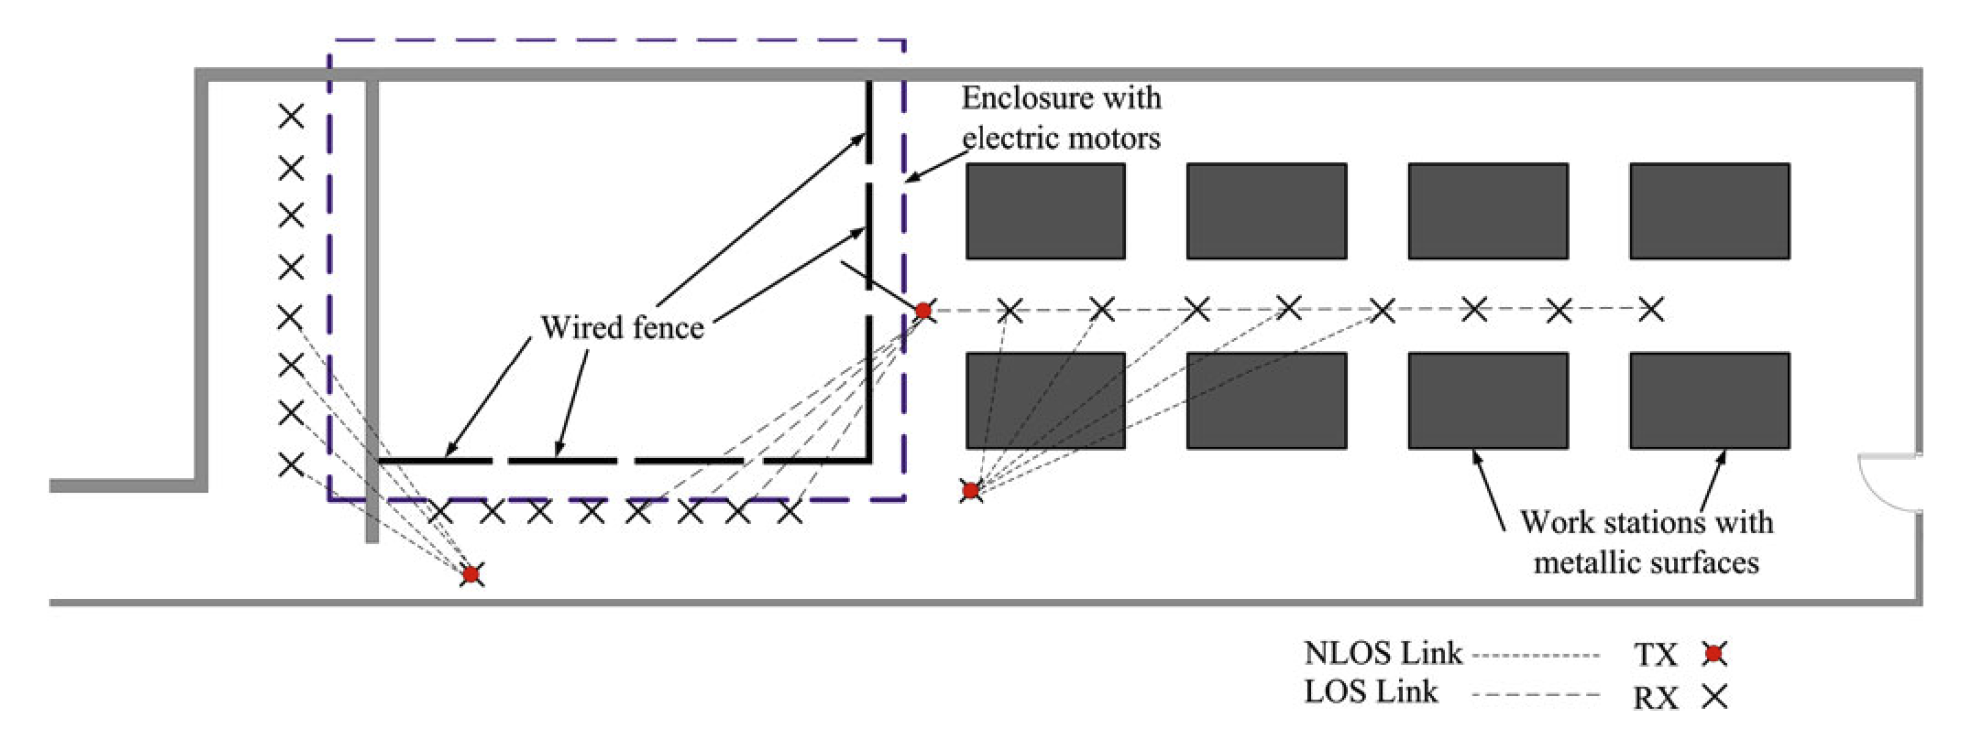 Enclosure with
electric motors
Wired fence
Work stations with
metallic surfaces
NLOS Link
TX
LOS Link
RX